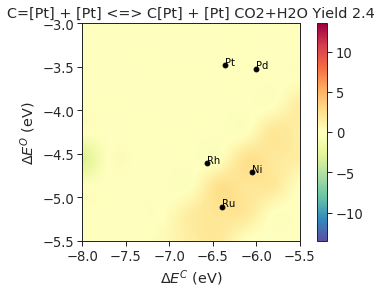 C=[Pt] + [Pt] <=> C[Pt] + [Pt] CO2+H2O Yield 2.4
−3.0
−3.5
−4.0
−4.5
−5.0
−5.5
ΔE^O (eV)
Pt
Pd
Rh
Ni
Ru
−8.0 −7.5 −7.0 −6.5 −6.0 −5.5
ΔE^C (eV)
10
5
0
−5
−10